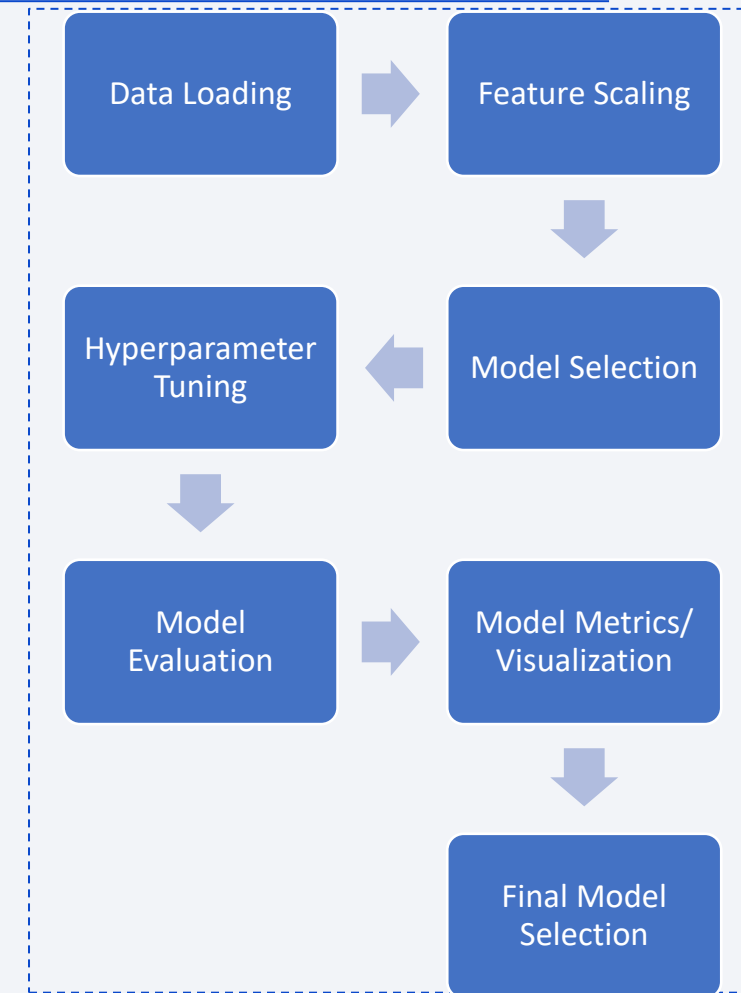 Data Loading
Feature Scaling
Model Selection
Hyperparameter
Tuning
Model
Evaluation
Model Metrics/
Visualization
Final Model
Selection